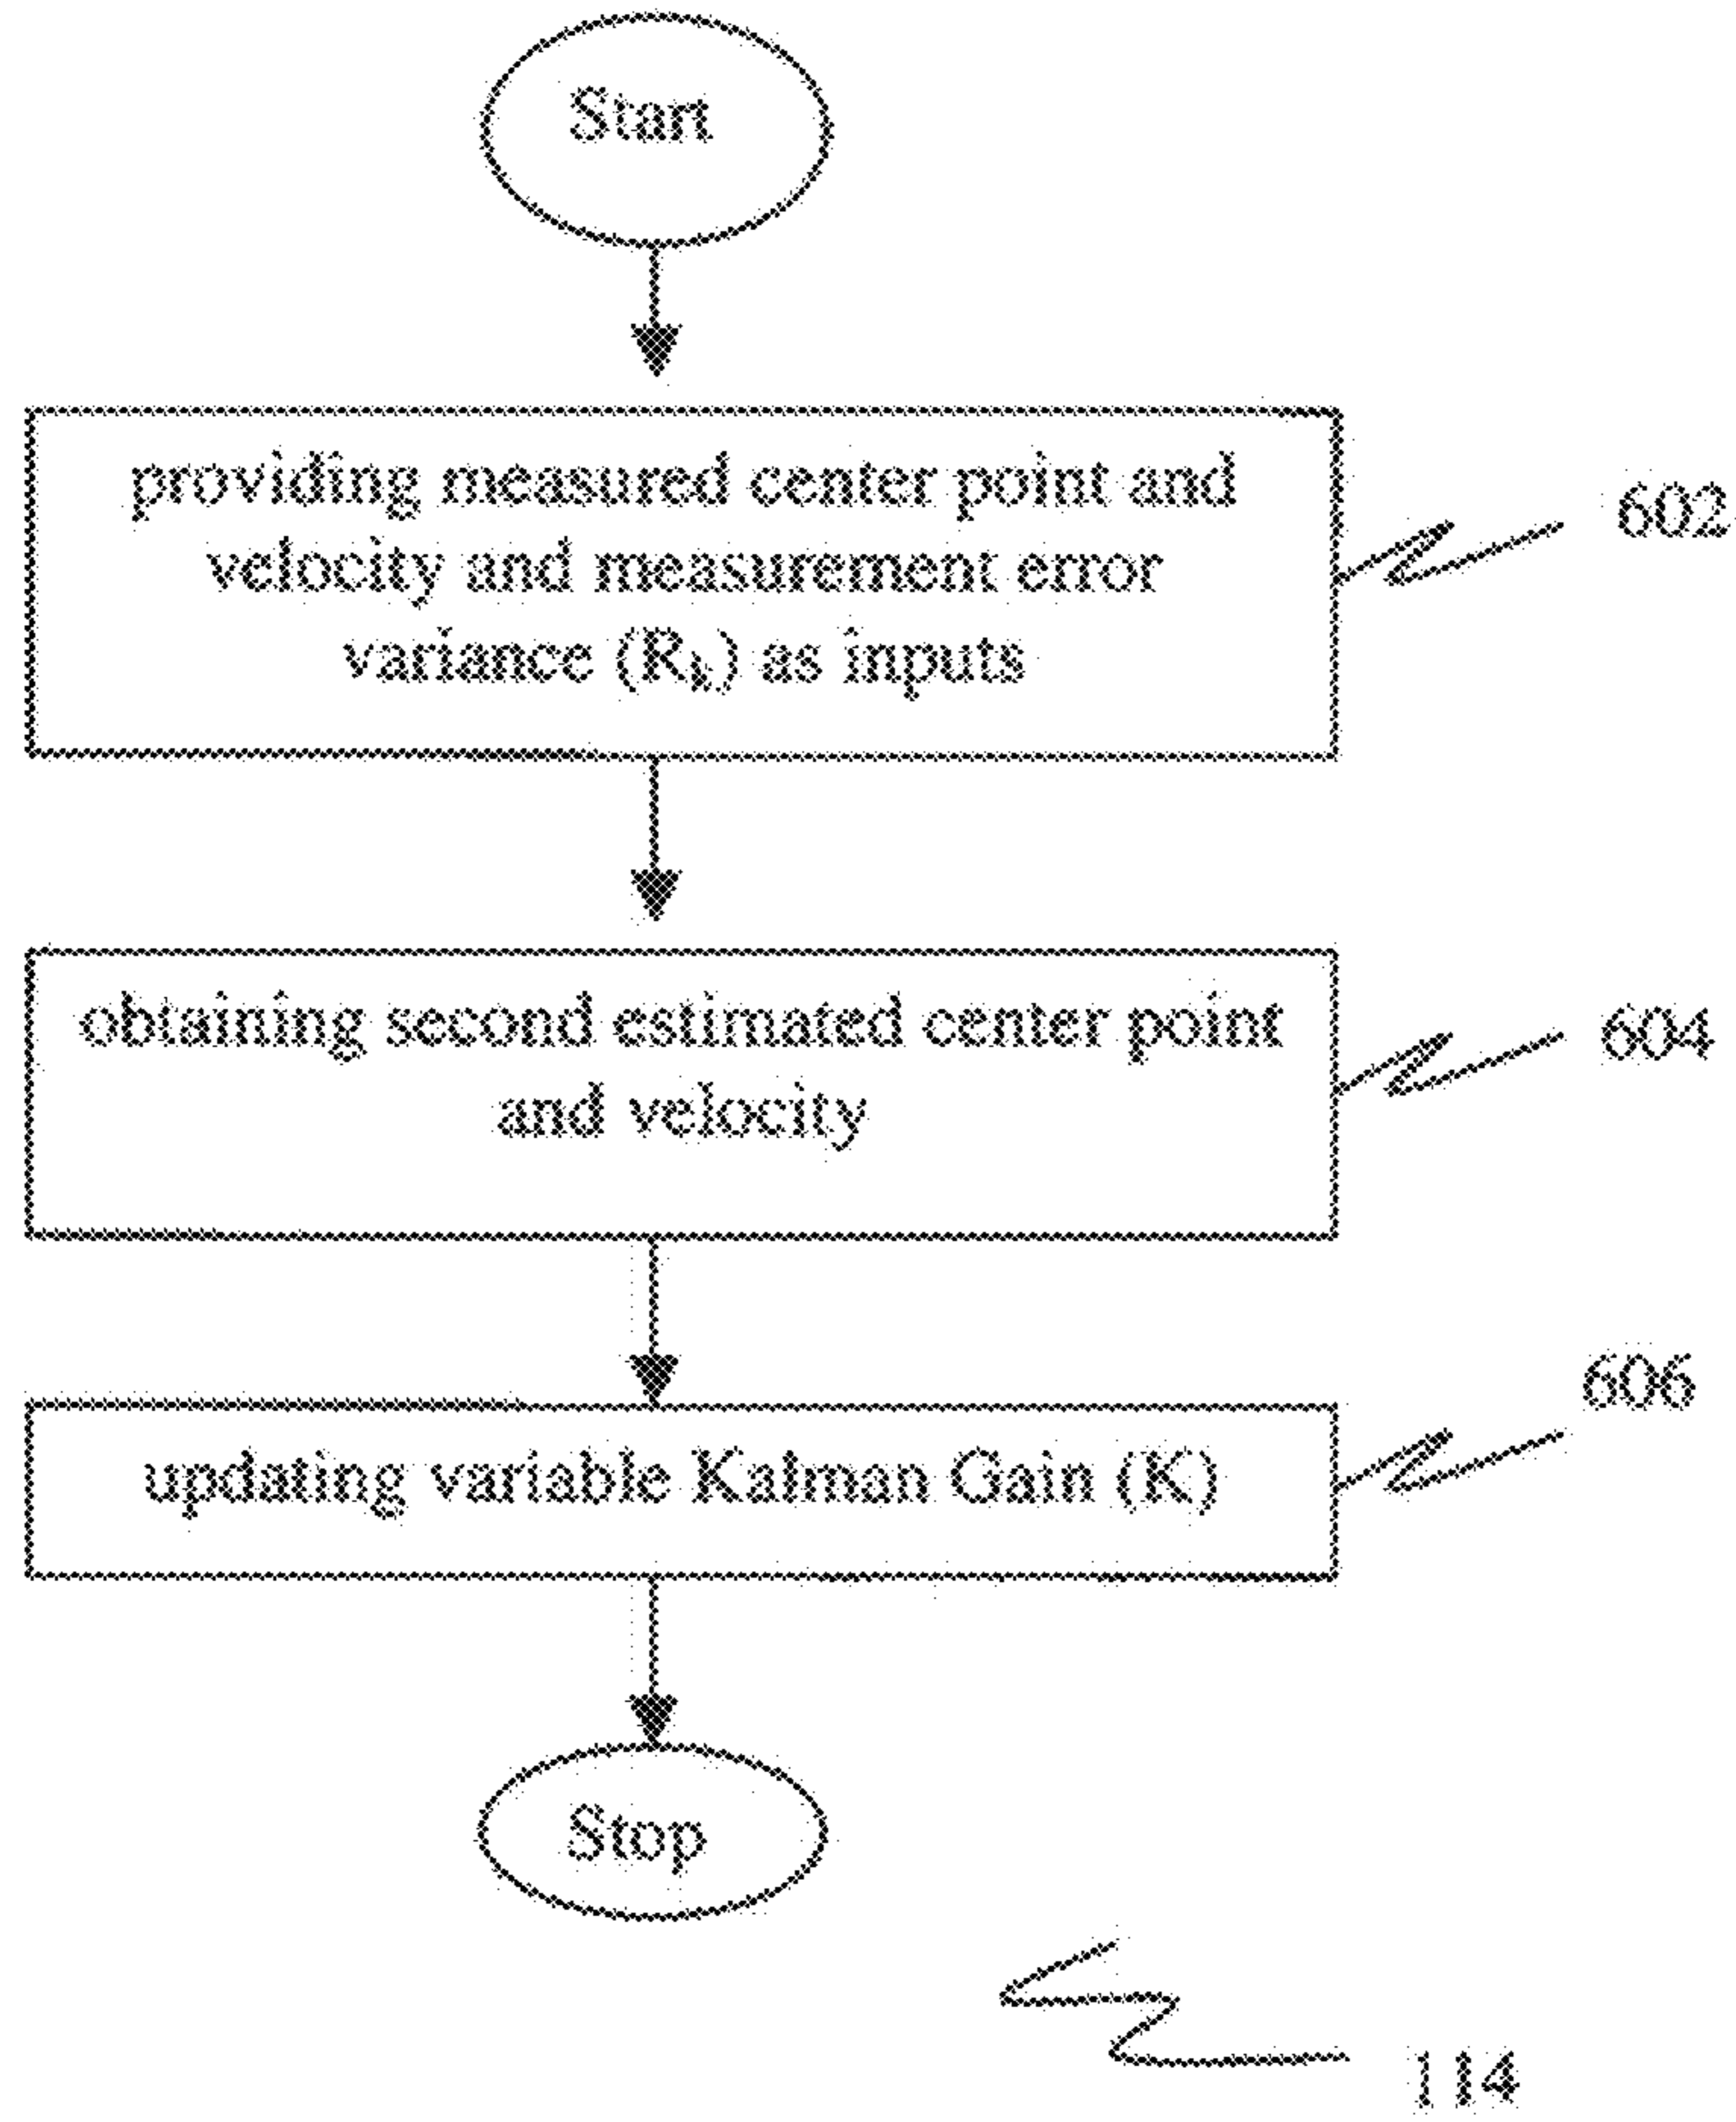 Start
providing measured center point and
602
velocity and measurement error
variance (Rₖ) as inputs
obtaining second estimated center point
604
and velocity
606
updating variable Kalman Gain (K)
Stop
114